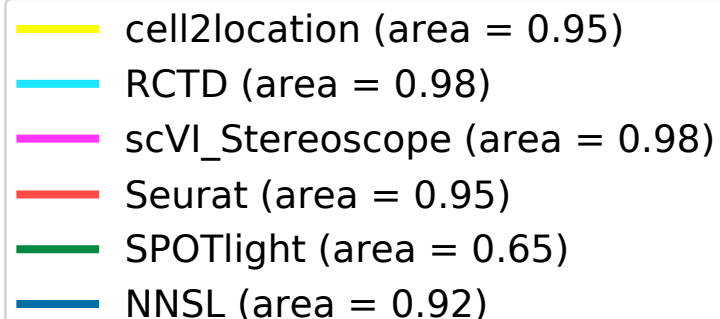 cell2location (area = 0.95)
RCTD (area = 0.98)
scVI_Stereoscope (area = 0.98)
Seurat (area = 0.95)
SPOTlight (area = 0.65)
NNSL (area = 0.92)